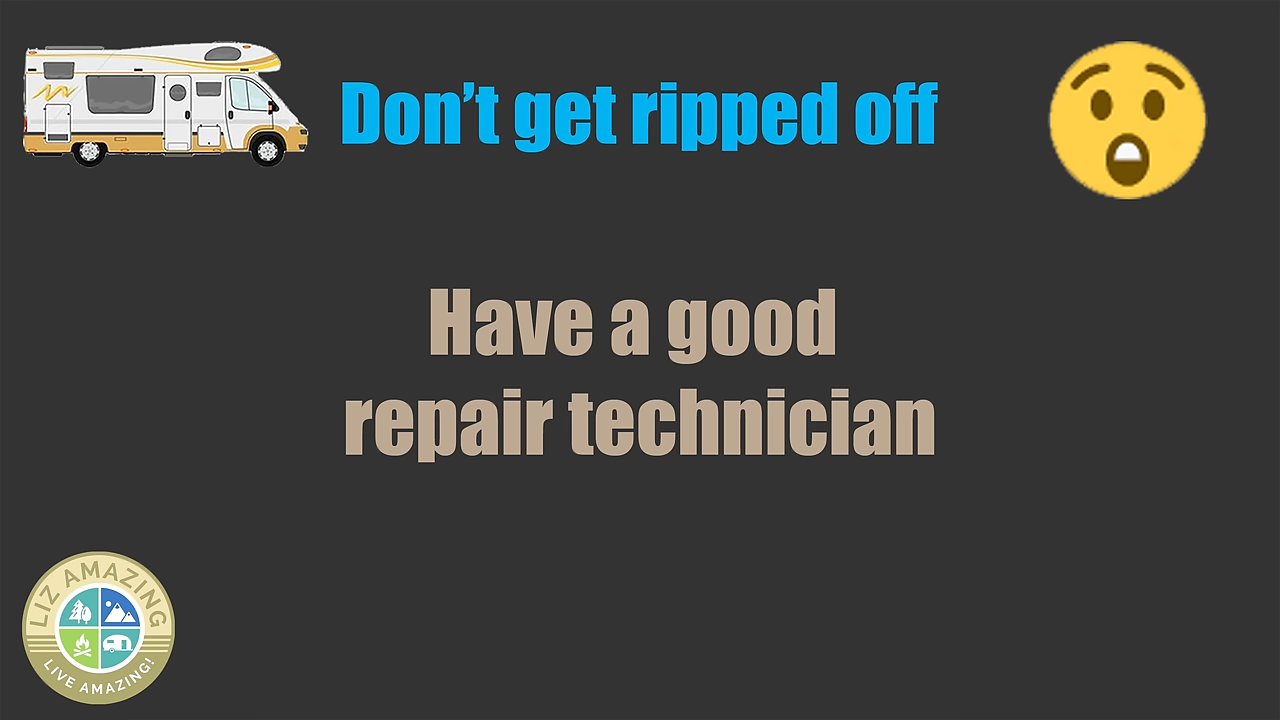 Don't get ripped off
Have a good
repair technician
LIZ AMAZING
LIVE AMAZING!